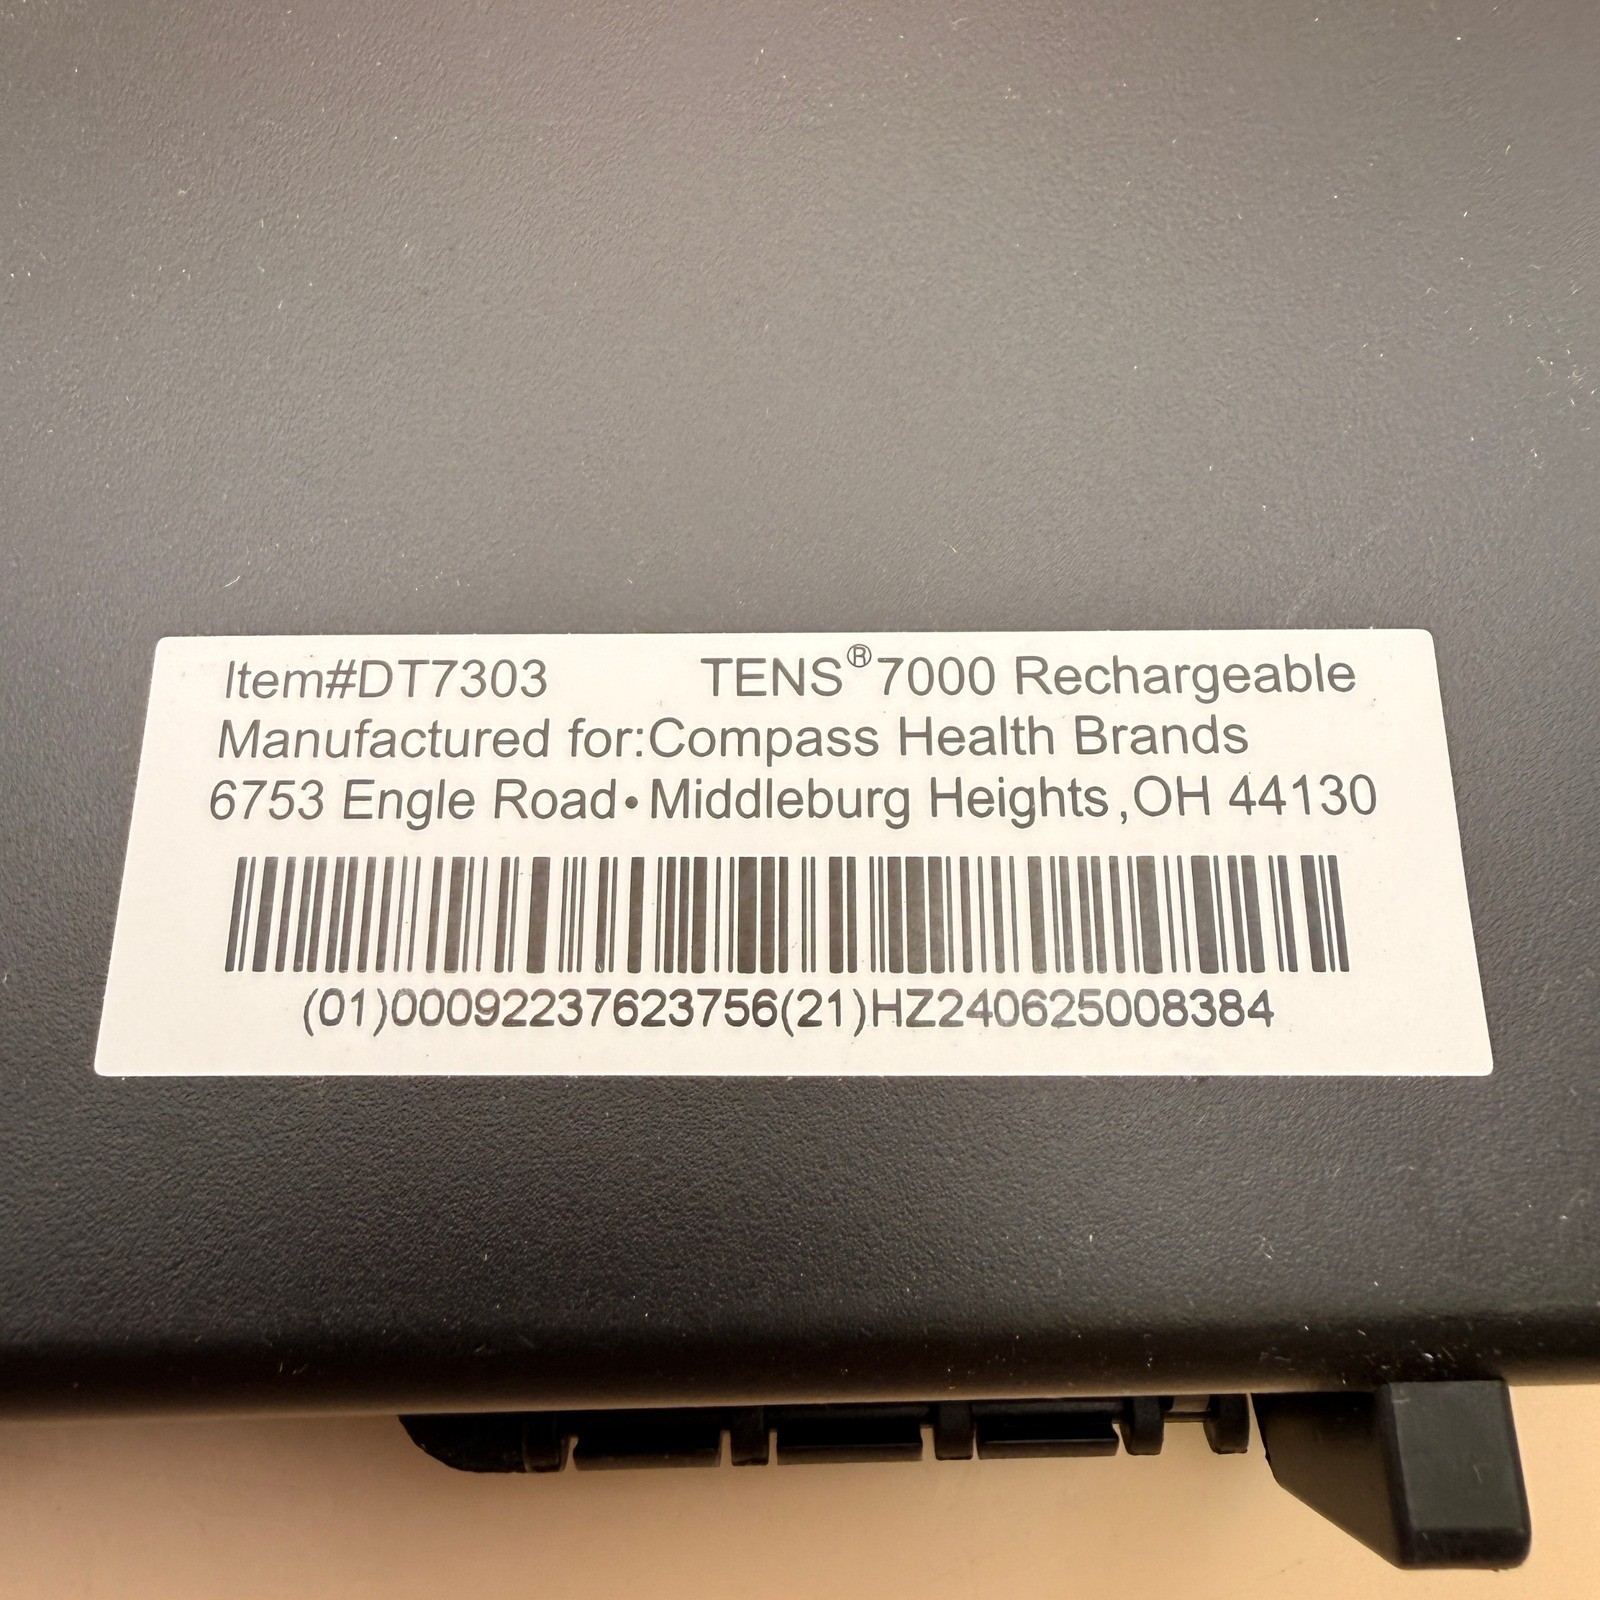 Item#DT7303 TENS®7000 Rechargeable
Manufactured for:Compass Health Brands
6753 Engle Road•Middleburg Heights,OH 44130
(01)00092237623756(21)HZ240625008384